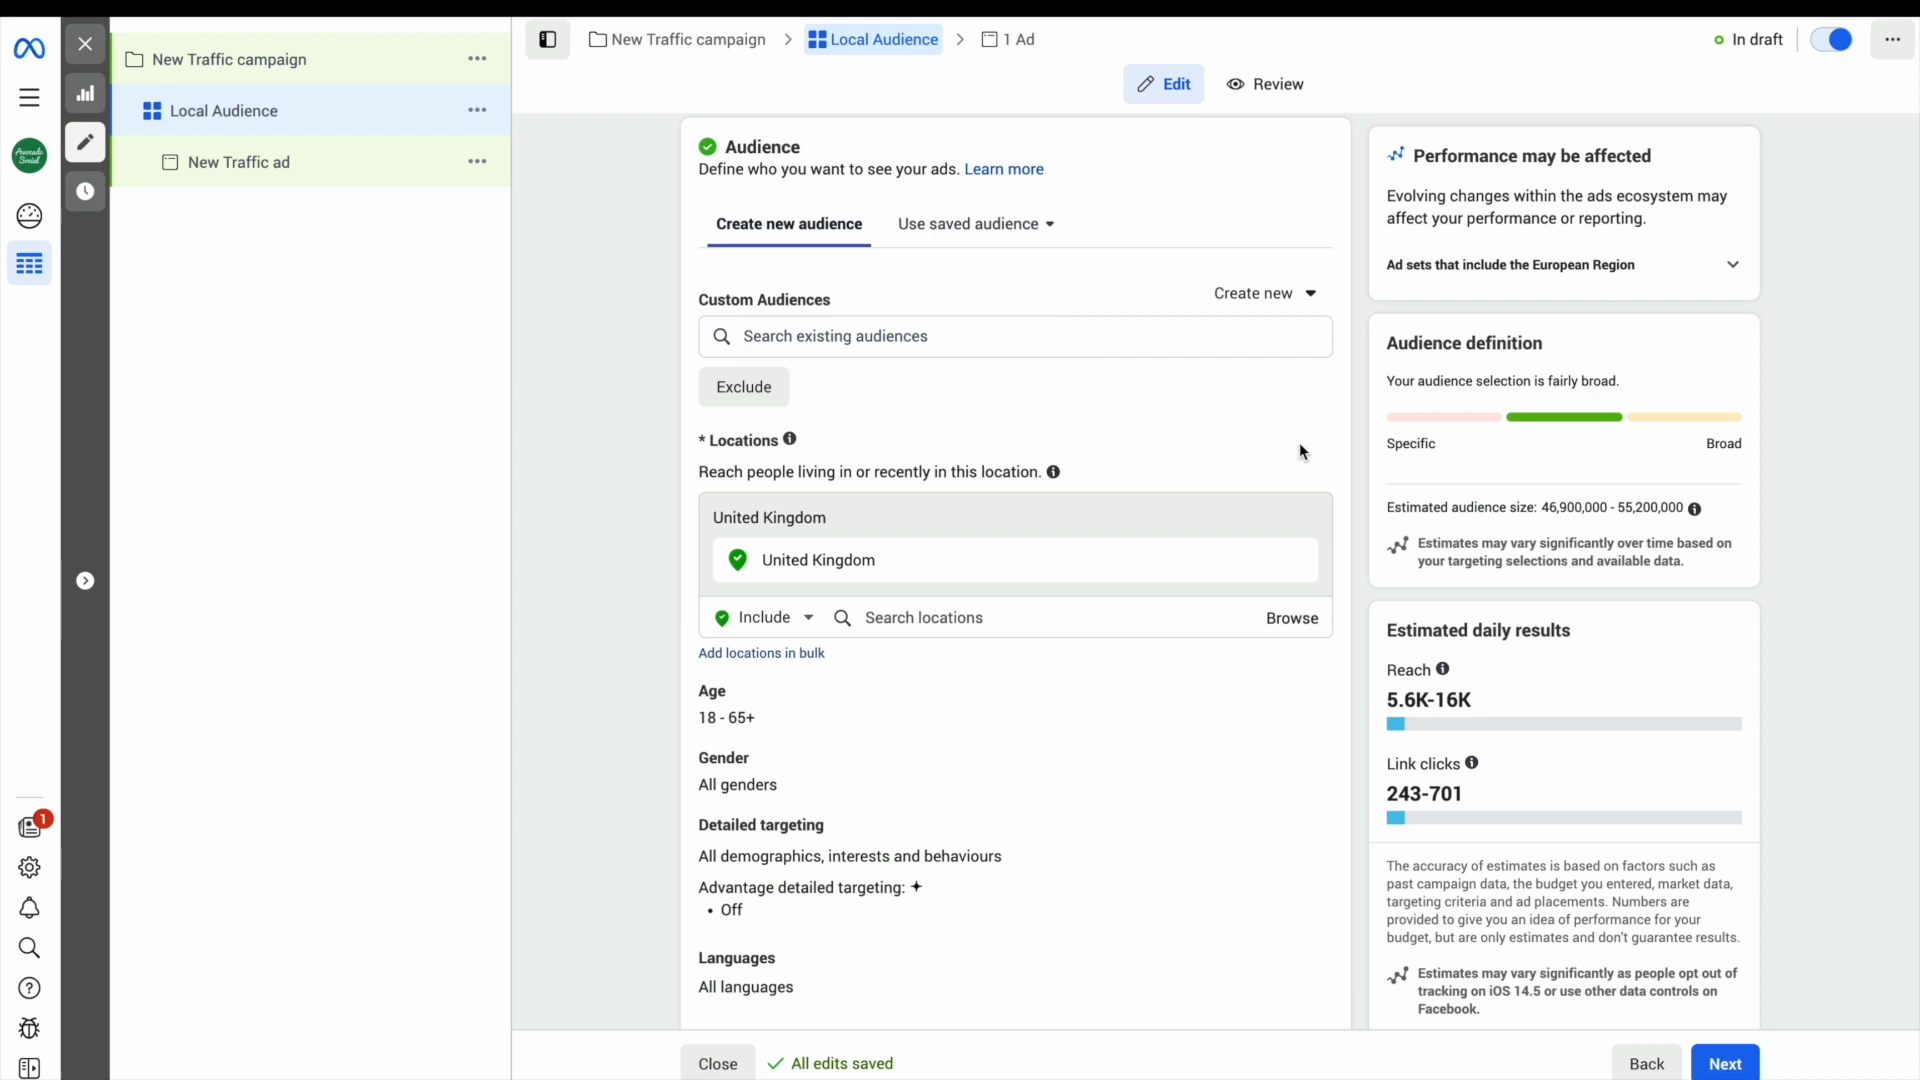 New Traffic campaign
Local Audience
New Traffic ad
New Traffic campaign
Local Audience
1 Ad
In draft
Edit
Review
Avocado
Social
1
Audience
Define who you want to see your ads. Learn more
Create new audience
Use saved audience
Custom Audiences
Create new
Search existing audiences
Exclude
* Locations
Reach people living in or recently in this location.
United Kingdom
United Kingdom
Include
Search locations
Browse
Add locations in bulk
Age
18 - 65+
Gender
All genders
Detailed targeting
All demographics, interests and behaviours
Advantage detailed targeting:
• Off
Languages
All languages
Close
All edits saved
Back
Next
Performance may be affected
Evolving changes within the ads ecosystem may
affect your performance or reporting.
Ad sets that include the European Region
Audience definition
Your audience selection is fairly broad.
Specific
Broad
Estimated audience size: 46,900,000 - 55,200,000
Estimates may vary significantly over time based on
your targeting selections and available data.
Estimated daily results
Reach
5.6K-16K
Link clicks
243-701
The accuracy of estimates is based on factors such as
past campaign data, the budget you entered, market data,
targeting criteria and ad placements. Numbers are
provided to give you an idea of performance for your
budget, but are only estimates and don't guarantee results.
Estimates may vary significantly as people opt out of
tracking on iOS 14.5 or use other data controls on
Facebook.